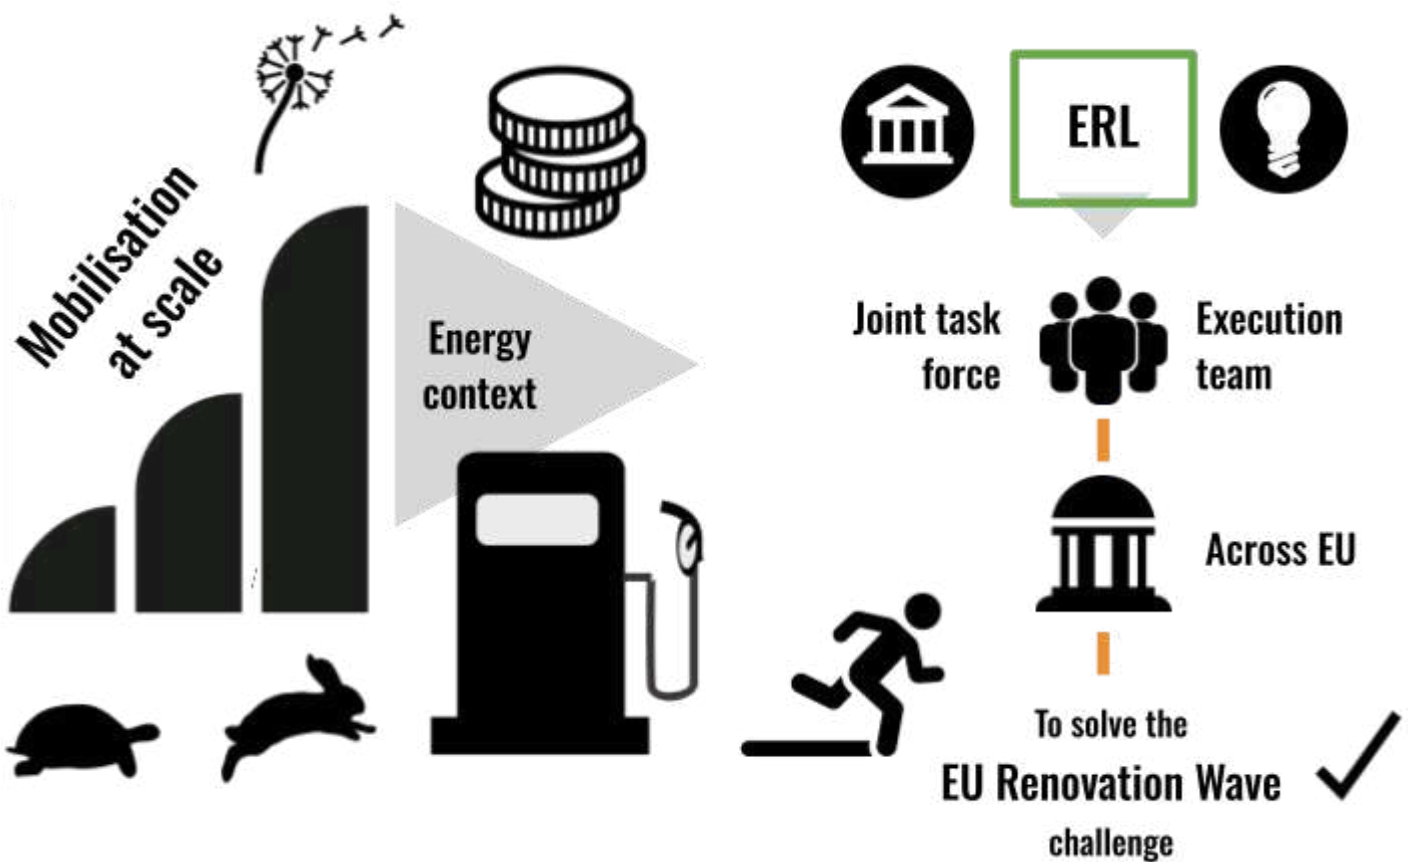 Mobilisation
at scale
Energy
context
ERL
Joint task
force
Execution
team
Across EU
To solve the
EU Renovation Wave
challenge